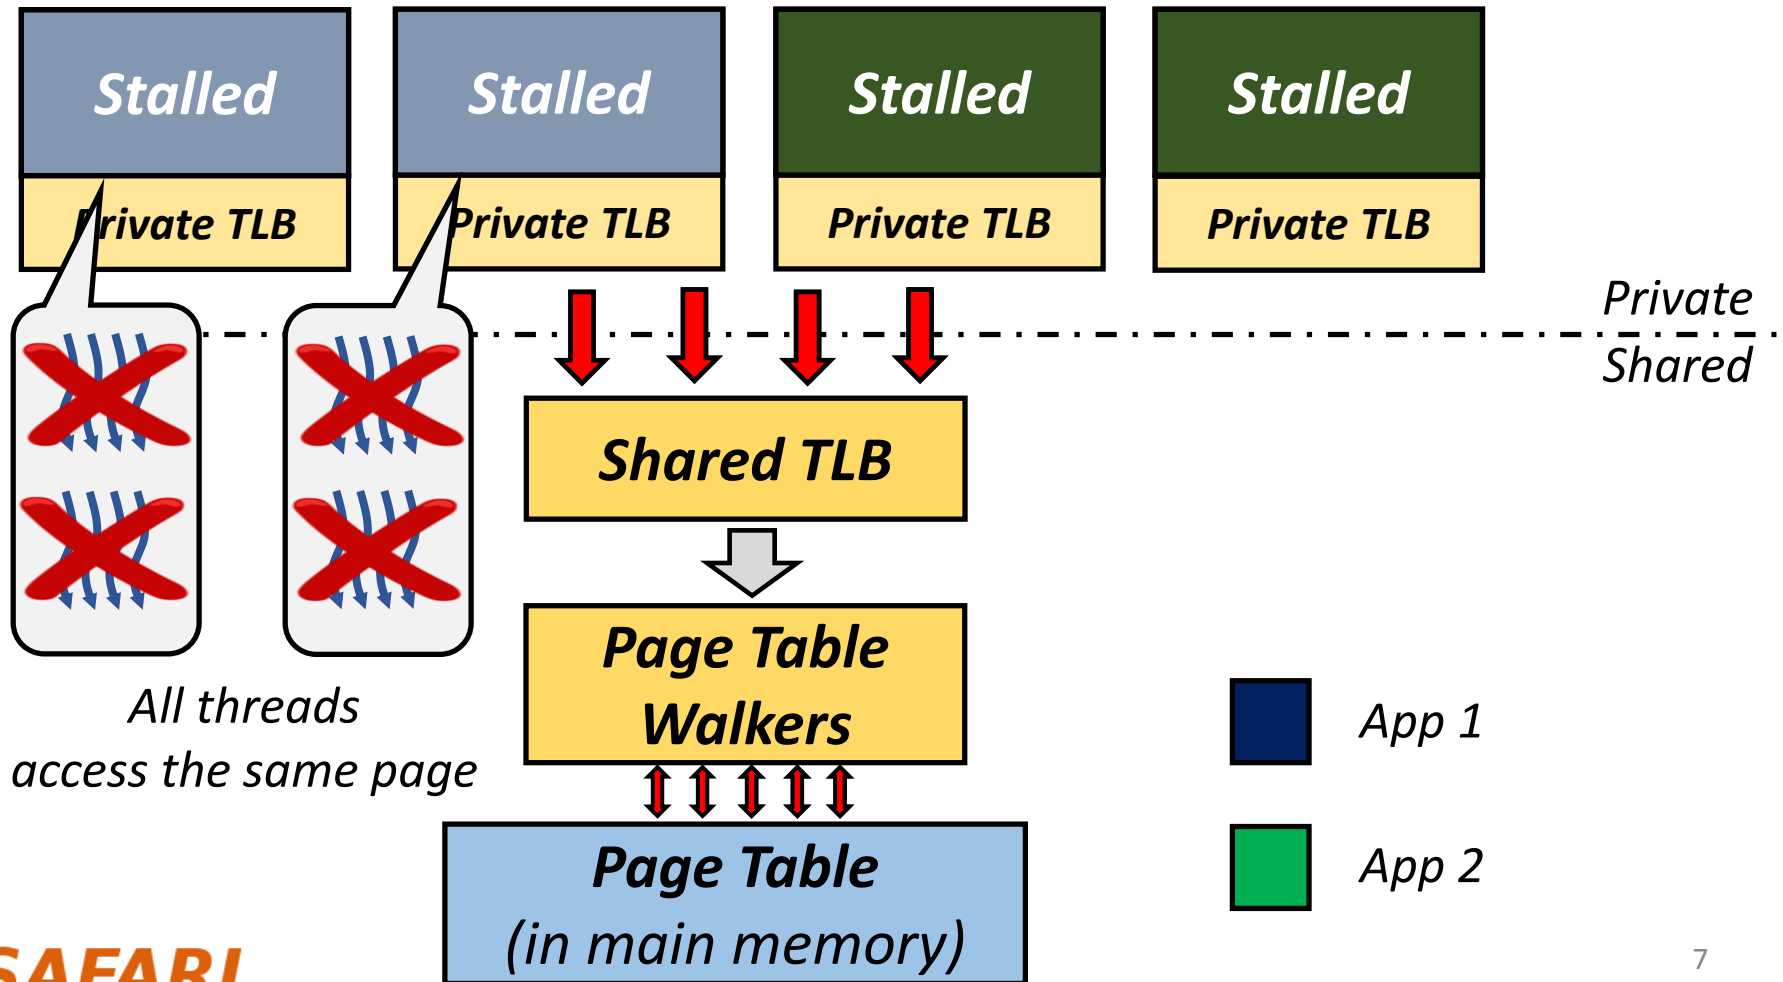 Stalled
Stalled
Stalled
Stalled
Private TLB
Private TLB
Private TLB
Private TLB
Private
Shared
Shared TLB
Page Table
Walkers
All threads
access the same page
App 1
Page Table
(in main memory)
App 2
SAFARI
7